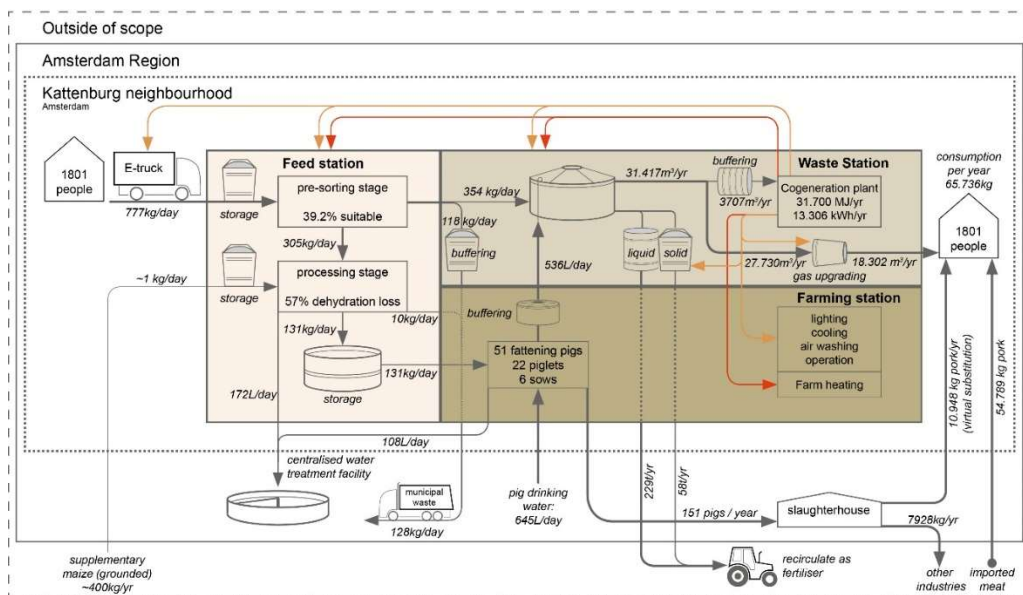 Outside of scope
Amsterdam Region
Kattenburg neighbourhood
Amsterdam
1801
people
E-truck
777kg/day
Feed station
storage
pre-sorting stage
39.2% suitable
305kg/day
~1 kg/day
storage
processing stage
57% dehydration loss
131kg/day
10kg/day
storage
131kg/day
172L/day
354 kg/day
118 kg/day
buffering
Waste Station
31.417m³/yr
buffering
3707m³/yr
Cogeneration plant
31.700 MJ/yr
13.306 kWh/yr
liquid
solid
536L/day
27.730m³/yr
gas upgrading
18.302 m³/yr
consumption
per year
65.736kg
1801
people
Farming station
buffering
51 fattening pigs
22 piglets
6 sows
lighting
cooling
air washing
operation
Farm heating
108L/day
centralised water
treatment facility
municipal
waste
128kg/day
pig drinking
water:
645L/day
229t/yr
58t/yr
151 pigs / year
slaughterhouse
10.948 kg pork/yr
(virtual substitution)
54.789 kg pork
7928kg/yr
supplementary
maize (grounded)
~400kg/yr
recirculate as
fertiliser
other
industries
imported
meat